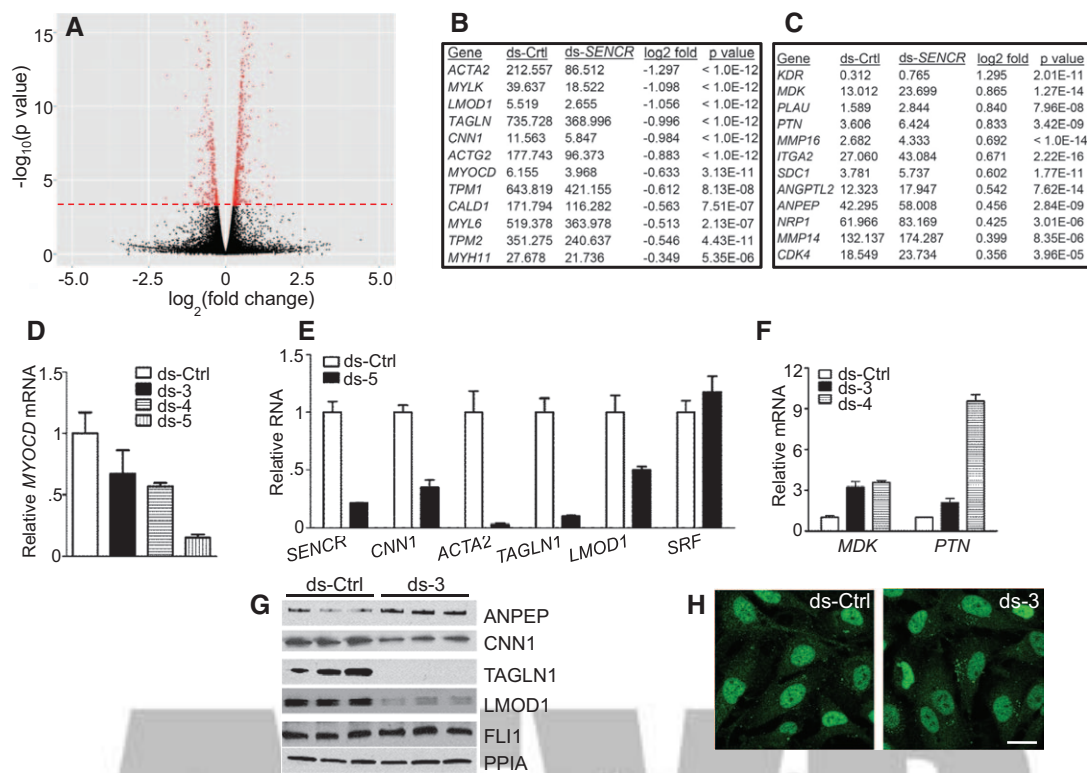 A
-log10(p value)
15
10
5
0
-5.0
-2.5
0
2.5
5.0
log2(fold change)
B
Gene ds-Crtl ds-SENCR log2 fold p value
ACTA2 212.557 86.512 -1.297 < 1.0E-12
MYLK 39.637 18.522 -1.098 < 1.0E-12
LMOD1 5.519 2.655 -1.056 < 1.0E-12
TAGLN 735.728 368.996 -0.996 < 1.0E-12
CNN1 11.563 5.847 -0.984 < 1.0E-12
ACTG2 177.743 96.373 -0.883 < 1.0E-12
MYOCD 6.155 3.968 -0.633 3.13E-11
TPM1 643.819 421.155 -0.612 8.13E-08
CALD1 171.794 116.282 -0.563 7.51E-07
MYL6 519.378 363.978 -0.513 2.13E-07
TPM2 351.275 240.637 -0.546 4.43E-11
MYH11 27.678 21.736 -0.349 5.35E-06
C
Gene ds-Crtl ds-SENCR log2 fold p value
KDR 0.312 0.765 1.295 2.01E-11
MDK 13.012 23.699 0.865 1.27E-14
PLAU 1.589 2.844 0.840 7.96E-08
PTN 3.606 6.424 0.833 3.42E-09
MMP16 2.682 4.333 0.692 < 1.0E-14
ITGA2 27.060 43.084 0.671 2.22E-16
SDC1 3.781 5.737 0.602 1.77E-11
ANGPTL2 12.323 17.947 0.542 7.62E-14
ANPEP 42.295 58.008 0.456 2.84E-09
NRP1 61.966 83.169 0.425 3.01E-06
MMP14 132.137 174.287 0.399 8.35E-06
CDK4 18.549 23.734 0.356 3.96E-05
D
Relative MYOCD mRNA
1.5
1
.5
0
ds-Ctrl
ds-3
ds-4
ds-5
E
Relative RNA
1.5
1
.5
0
ds-Ctrl
ds-5
SENCR CNN1 ACTA2 TAGLN1 LMOD1 SRF
F
Relative mRNA
12
9
6
3
0
ds-Ctrl
ds-3
ds-4
MDK PTN
G
ds-Ctrl ds-3
ANPEP
CNN1
TAGLN1
LMOD1
FLI1
PPIA
H
ds-Ctrl
ds-3